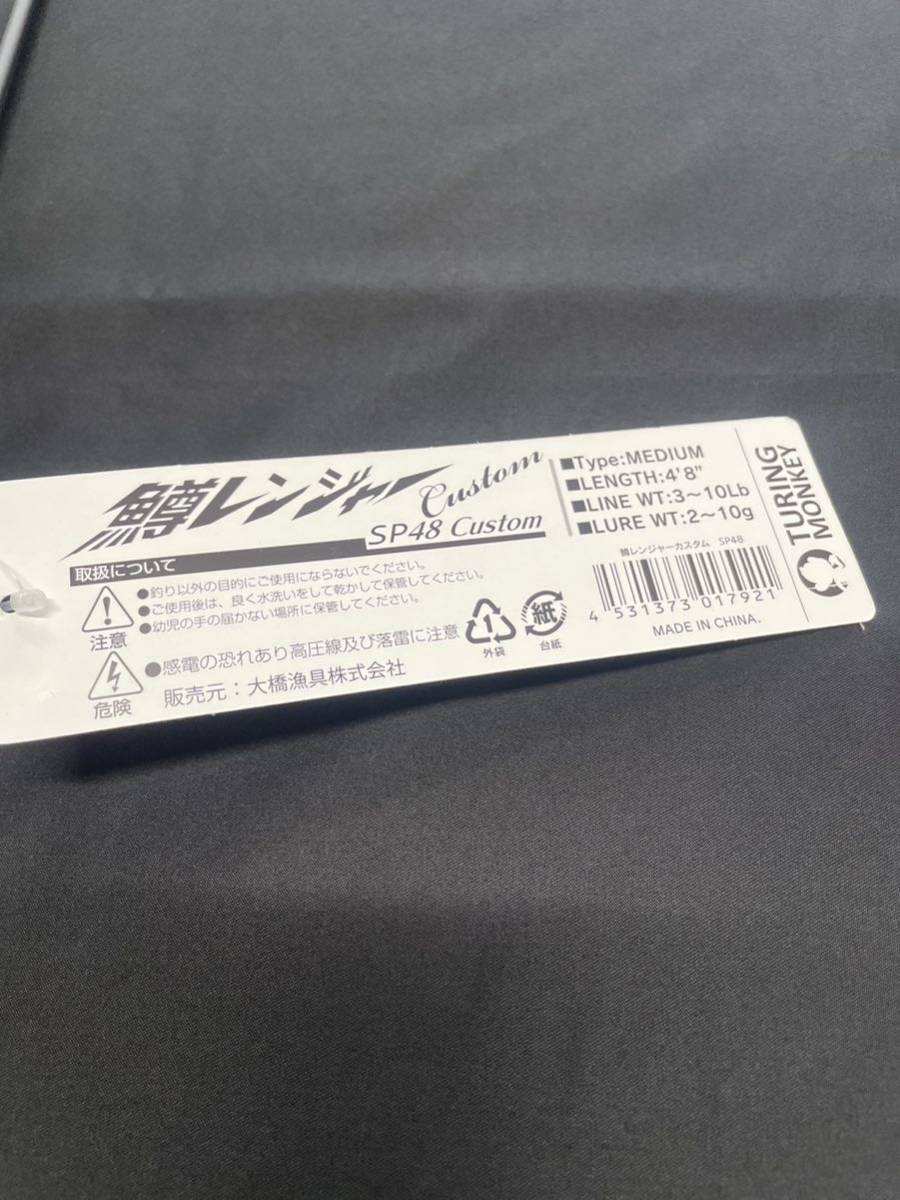 鱒レンジャー Custom
SP48 Custom
■Type:MEDIUM
■LENGTH:4'8"
■LINE WT:3〜10Lb
■LURE WT:2〜10g
取扱について
●釣り以外の目的にご使用にならないでください。
●ご使用後は、良く水洗いをして乾かして保管してください。
●幼児の手の届かない場所に保管してください。
注意
●感電の恐れあり高圧線及び落雷に注意
危険
販売元：大橋漁具株式会社
1
外袋
紙
台紙
鱒レンジャーカスタム SP48
4 531373 017921
MADE IN CHINA.
TURING
MONKEY